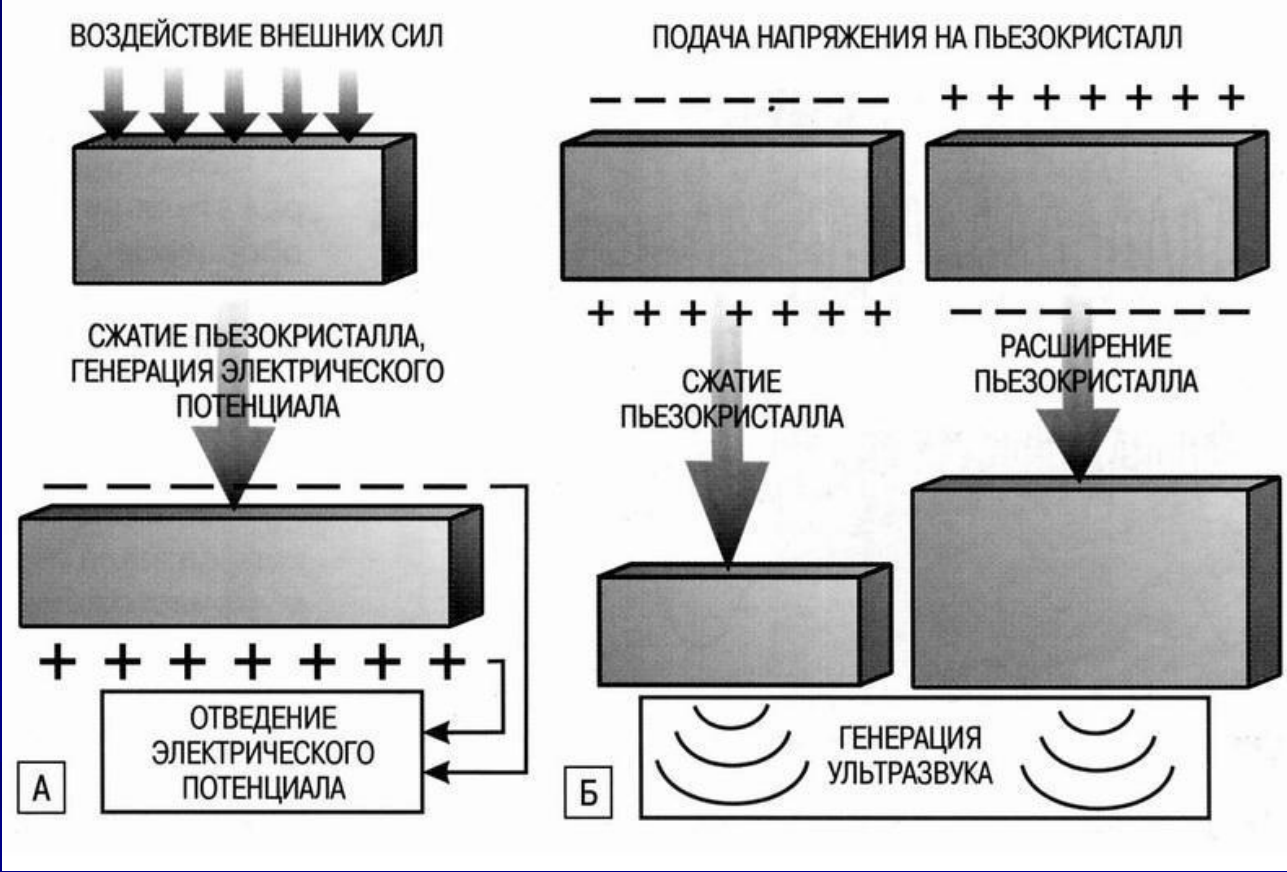 ВОЗДЕЙСТВИЕ ВНЕШНИХ СИЛ
СЖАТИЕ ПЬЕЗОКРИСТАЛЛА,
ГЕНЕРАЦИЯ ЭЛЕКТРИЧЕСКОГО
ПОТЕНЦИАЛА
– – – – – – –
+ + + + + + +
ОТВЕДЕНИЕ
ЭЛЕКТРИЧЕСКОГО
ПОТЕНЦИАЛА
А
ПОДАЧА НАПРЯЖЕНИЯ НА ПЬЕЗОКРИСТАЛЛ
– – – – – – –
+ + + + + + +
+ + + + + + +
– – – – – – –
СЖАТИЕ
ПЬЕЗОКРИСТАЛЛА
РАСШИРЕНИЕ
ПЬЕЗОКРИСТАЛЛА
ГЕНЕРАЦИЯ
УЛЬТРАЗВУКА
Б